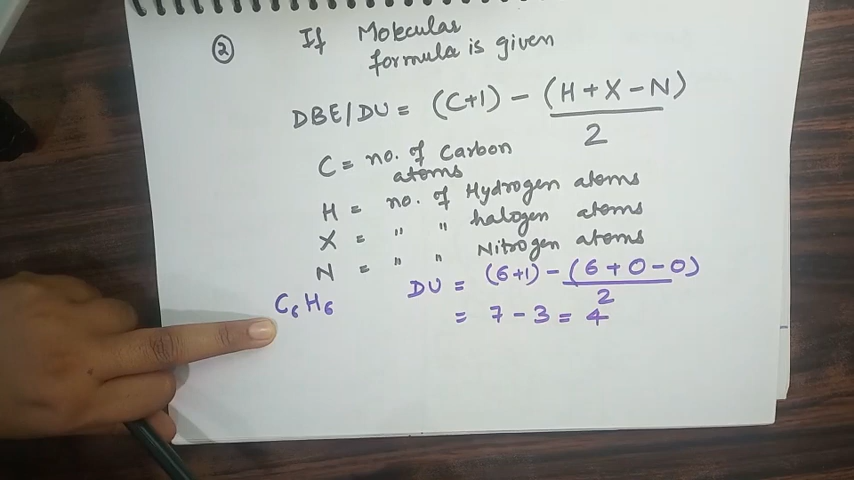 ② If Molecular
formula is given
DBE/DU = (C+1) - (H+X-N)/2
C = no. of Carbon
atoms
H = no. of Hydrogen atoms
X = " " halogen atoms
N = " " Nitrogen atoms
C₆H₆ DU = (6+1) - (6+0-0)/2
= 7 - 3 = 4